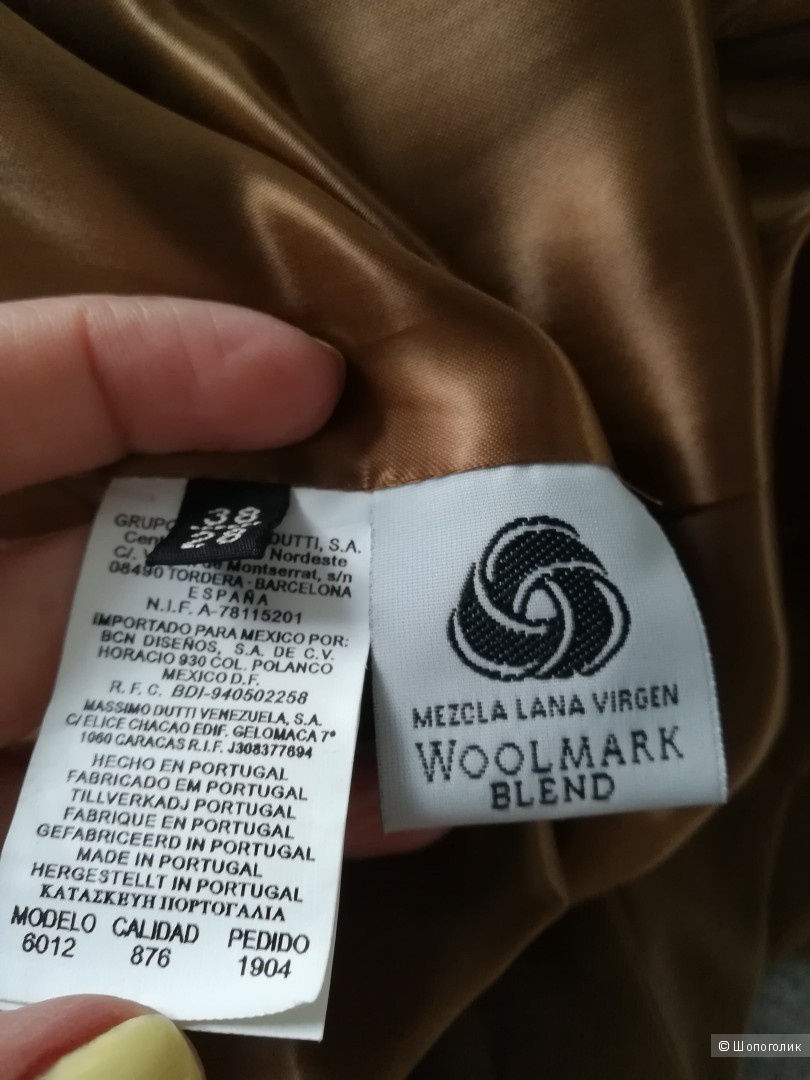 GRUPO DUTTI, S.A.
Nordeste
Montserrat, s/n
08490 TORDERA - BARCELONA
ESPAÑA
N.I.F. A-78115201
IMPORTADO PARA MEXICO POR:
BCN DISEÑOS, S.A. DE C.V.
HORACIO 930 COL. POLANCO
MEXICO D.F.
R.F.C. BDI-940502258
MASSIMO DUTTI VENEZUELA, S.A.
C/ELICE CHACAO EDIF. GELOMACA 7°
1060 CARACAS R.I.F. J308377694
HECHO EN PORTUGAL
FABRICADO EM PORTUGAL
TILLVERKADJ PORTUGAL
FABRIQUE EN PORTUGAL
GEFABRICEERD IN PORTUGAL
MADE IN PORTUGAL
HERGESTELLT IN PORTUGAL
ΚΑΤΑΣΚΕΥΗ ΠΟΡΤΟΓΑΛΙΑ
MODELO CALIDAD PEDIDO
6012 876 1904
MEZCLA LANA VIRGEN
WOOLMARK
BLEND
© Шопоголик